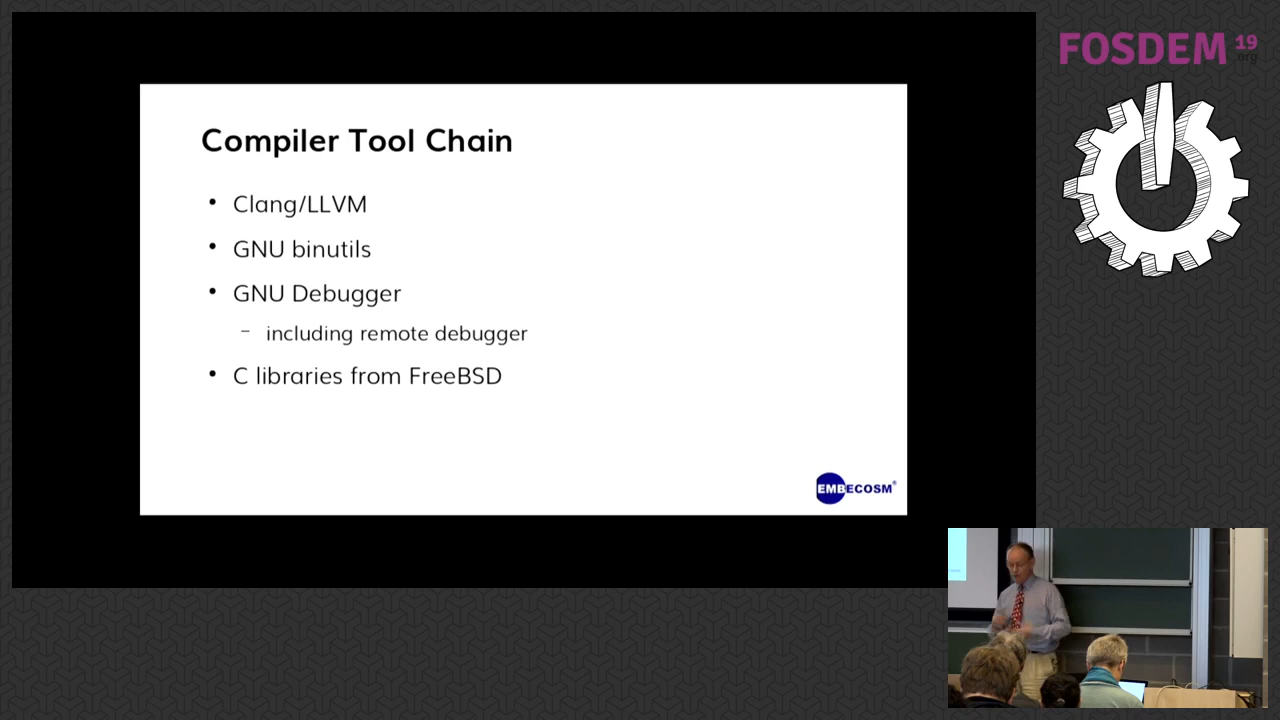 Compiler Tool Chain
• Clang/LLVM
• GNU binutils
• GNU Debugger
– including remote debugger
• C libraries from FreeBSD
EMBECOSM®
FOSDEM 19
.org